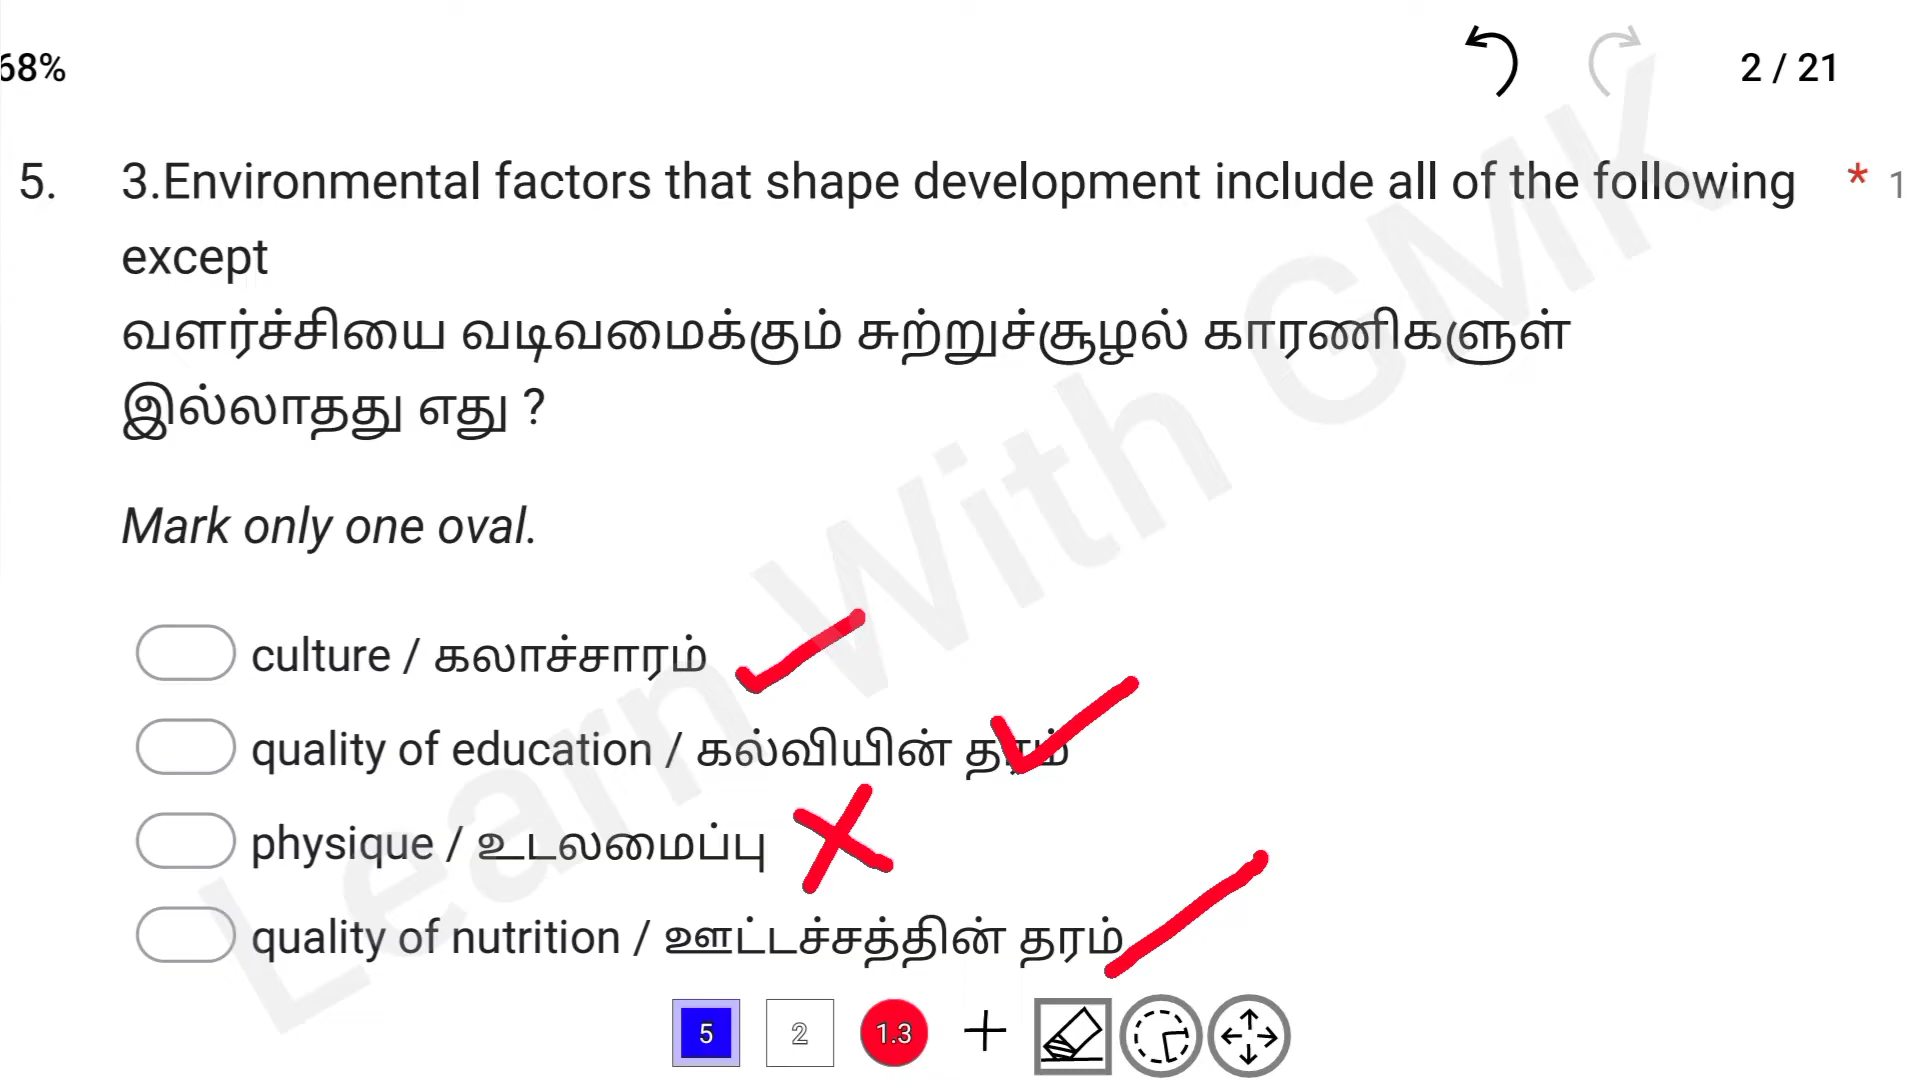 68%
2 / 21
5. 3.Environmental factors that shape development include all of the following * 1
except
வளர்ச்சியை வடிவமைக்கும் சுற்றுச்சூழல் காரணிகளுள்
இல்லாதது எது ?
Mark only one oval.
culture / கலாச்சாரம்
quality of education / கல்வியின் தரம்
physique / உடலமைப்பு
quality of nutrition / ஊட்டச்சத்தின் தரம்
5 2 1.3
Learn With GMK